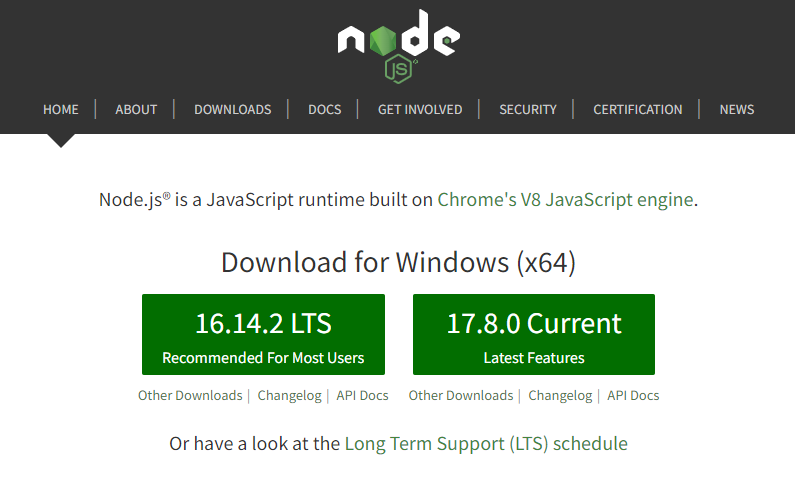 node
JS
HOME | ABOUT | DOWNLOADS | DOCS | GET INVOLVED | SECURITY | CERTIFICATION | NEWS
Node.js® is a JavaScript runtime built on Chrome's V8 JavaScript engine.
Download for Windows (x64)
16.14.2 LTS
Recommended For Most Users
17.8.0 Current
Latest Features
Other Downloads | Changelog | API Docs
Other Downloads | Changelog | API Docs
Or have a look at the Long Term Support (LTS) schedule